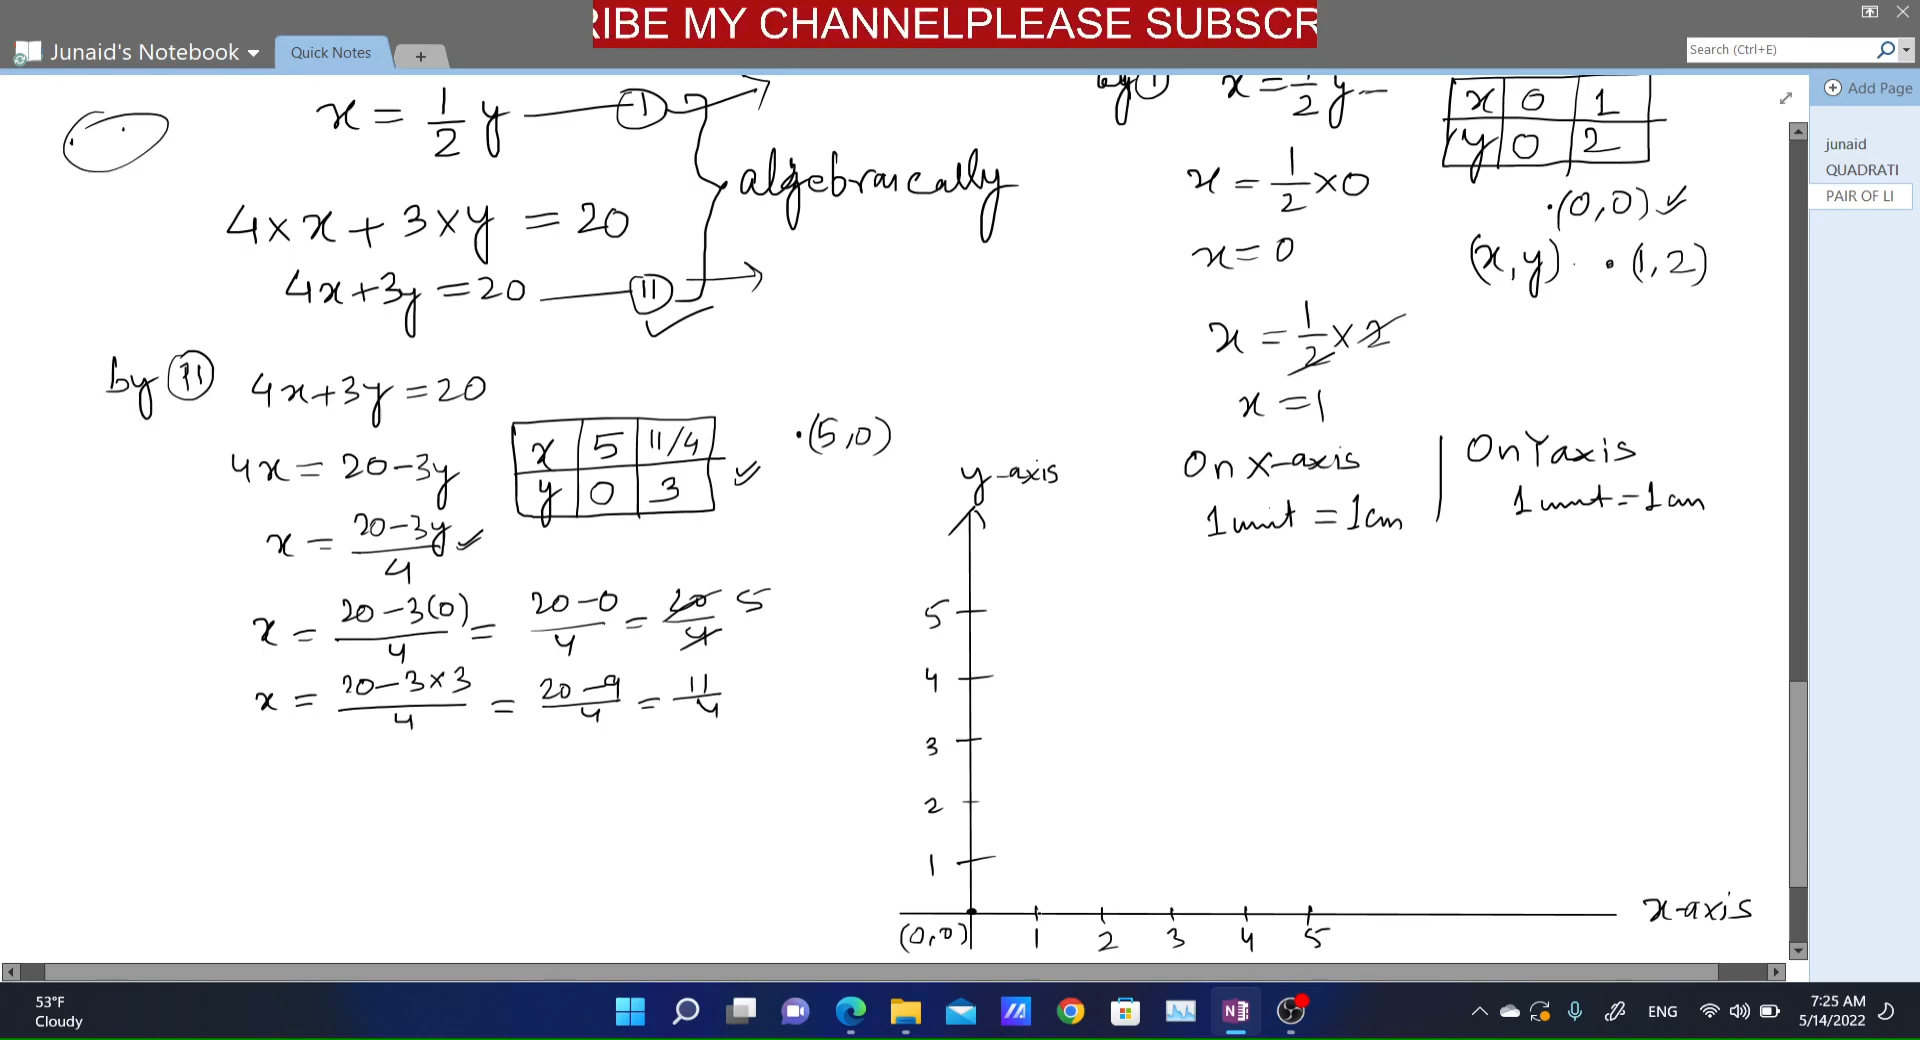 RIBE MY CHANNELPLEASE SUBSCR
Junaid's Notebook
Quick Notes
Search (Ctrl+E)
Add Page
junaid
QUADRATI
PAIR OF LI
x = 1/2 y — I
4 × x + 3 × y = 20
4x + 3y = 20 — II
algebraically
by II 4x + 3y = 20
4x = 20 - 3y
x = (20 - 3y)/4
x = (20 - 3(0))/4 = (20 - 0)/4 = 20/4 5
x = (20 - 3×3)/4 = (20 - 9)/4 = 11/4
x 5 11/4
y 0 3
(5,0)
by I x = 1/2 y
x = 1/2 × 0
x = 0
x = 1/2 × 2
x = 1
x 0 1
y 0 2
(0,0)
(x,y) (1,2)
On X-axis
1 unit = 1cm
On Y axis
1 unit = 1cm
y-axis
5
4
3
2
1
(0,0) 1 2 3 4 5
x-axis
53°F
Cloudy
ENG
7:25 AM
5/14/2022